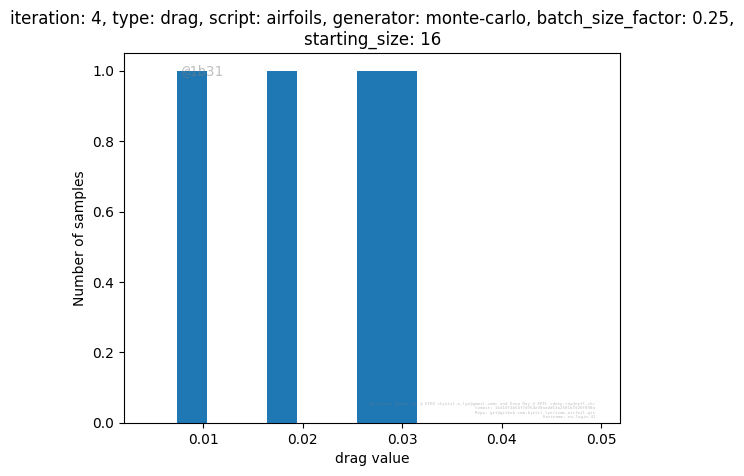 iteration: 4, type: drag, script: airfoils, generator: monte-carlo, batch_size_factor: 0.25,
starting_size: 16
@1b31
1.0
0.8
0.6
0.4
0.2
0.0
Number of samples
0.01
0.02
0.03
0.04
0.05
drag value